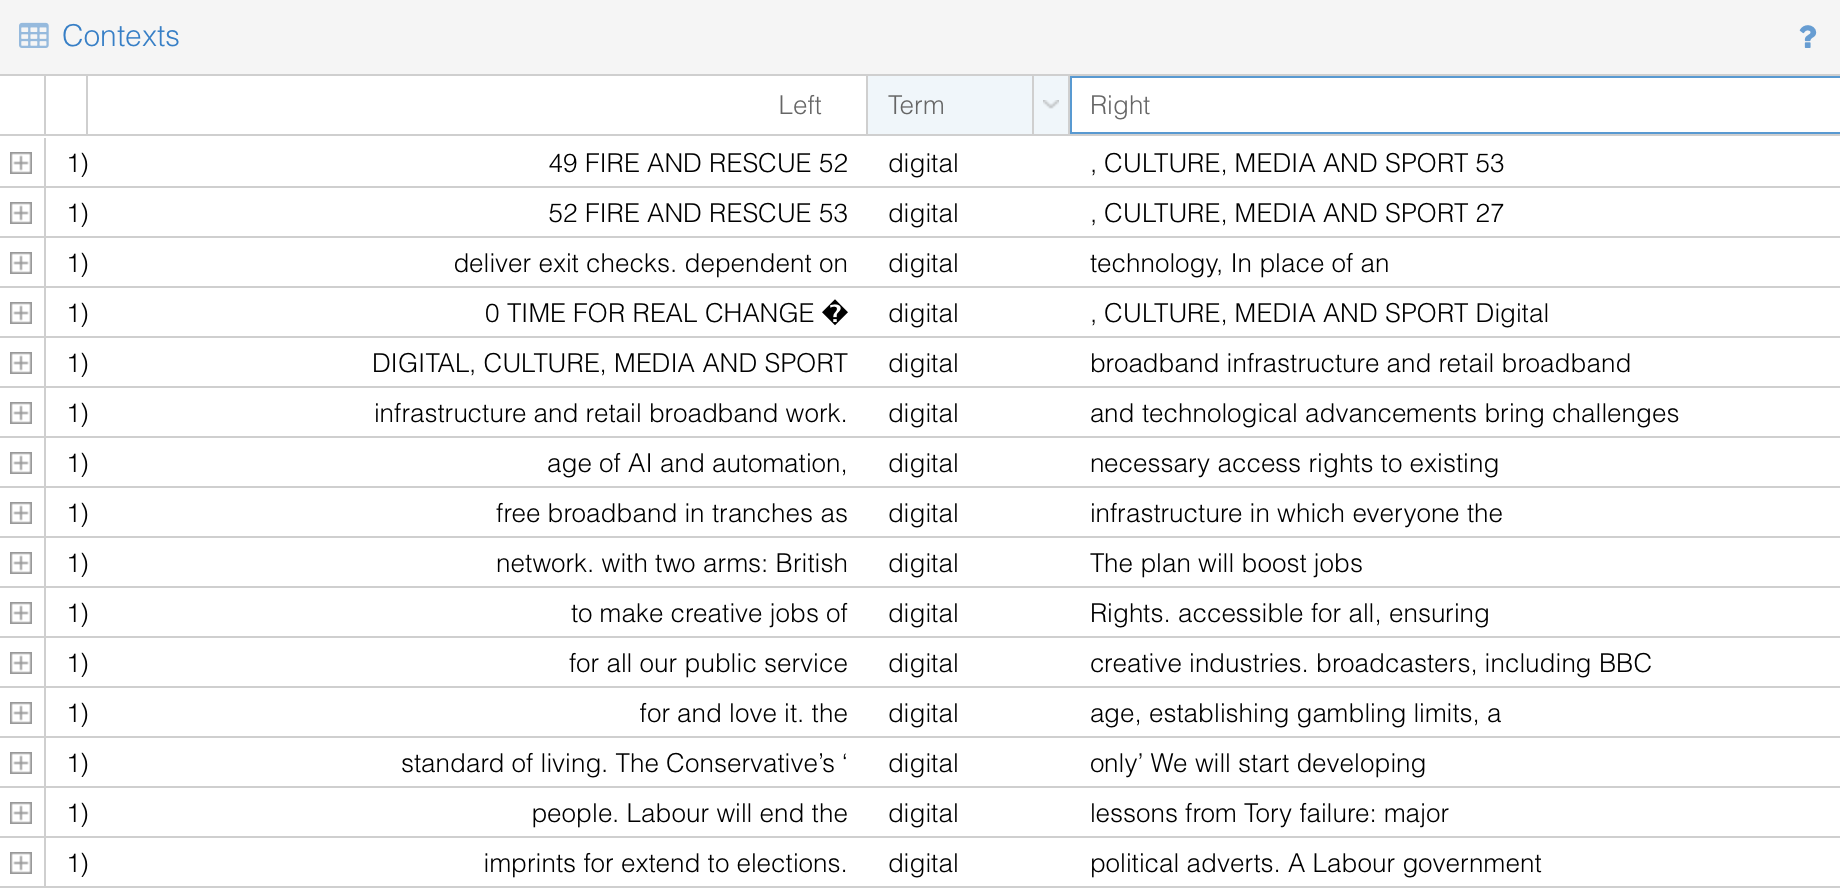 Contexts ?
Left Term Right
1) 49 FIRE AND RESCUE 52 digital , CULTURE, MEDIA AND SPORT 53
1) 52 FIRE AND RESCUE 53 digital , CULTURE, MEDIA AND SPORT 27
1) deliver exit checks. dependent on digital technology, In place of an
1) 0 TIME FOR REAL CHANGE � digital , CULTURE, MEDIA AND SPORT Digital
1) DIGITAL, CULTURE, MEDIA AND SPORT digital broadband infrastructure and retail broadband
1) infrastructure and retail broadband work. digital and technological advancements bring challenges
1) age of AI and automation, digital necessary access rights to existing
1) free broadband in tranches as digital infrastructure in which everyone the
1) network. with two arms: British digital The plan will boost jobs
1) to make creative jobs of digital Rights. accessible for all, ensuring
1) for all our public service digital creative industries. broadcasters, including BBC
1) for and love it. the digital age, establishing gambling limits, a
1) standard of living. The Conservative’s ‘ digital only’ We will start developing
1) people. Labour will end the digital lessons from Tory failure: major
1) imprints for extend to elections. digital political adverts. A Labour government